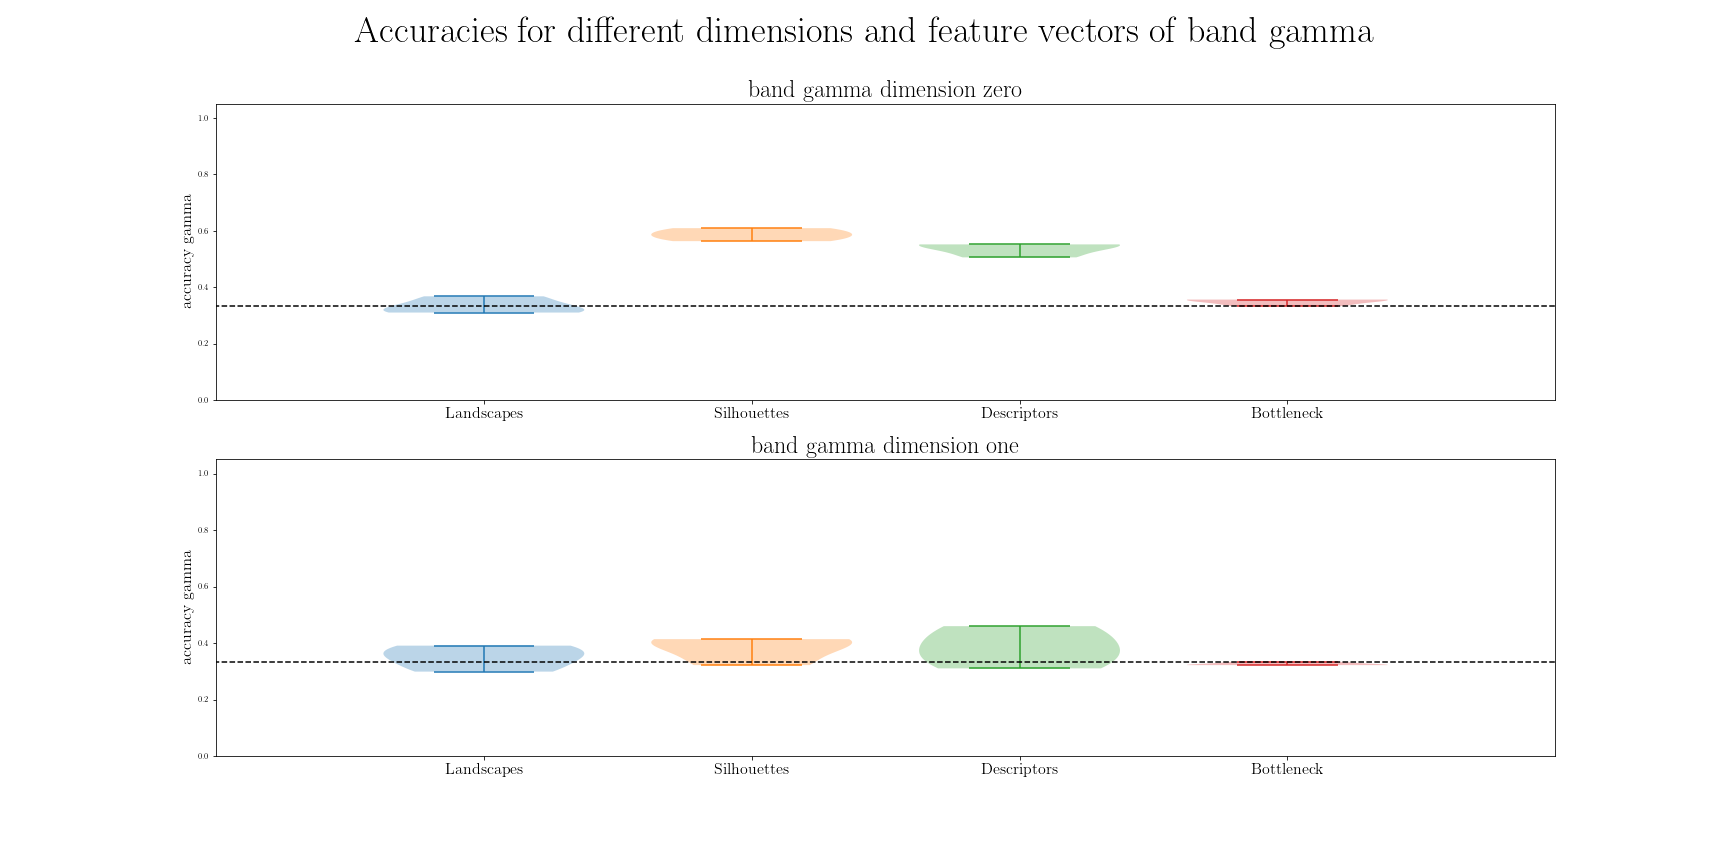 Accuracies for different dimensions and feature vectors of band gamma
band gamma dimension zero
1.0
0.8
0.6
0.4
0.2
0.0
accuracy gamma
Landscapes Silhouettes Descriptors Bottleneck
band gamma dimension one
1.0
0.8
0.6
0.4
0.2
0.0
accuracy gamma
Landscapes Silhouettes Descriptors Bottleneck